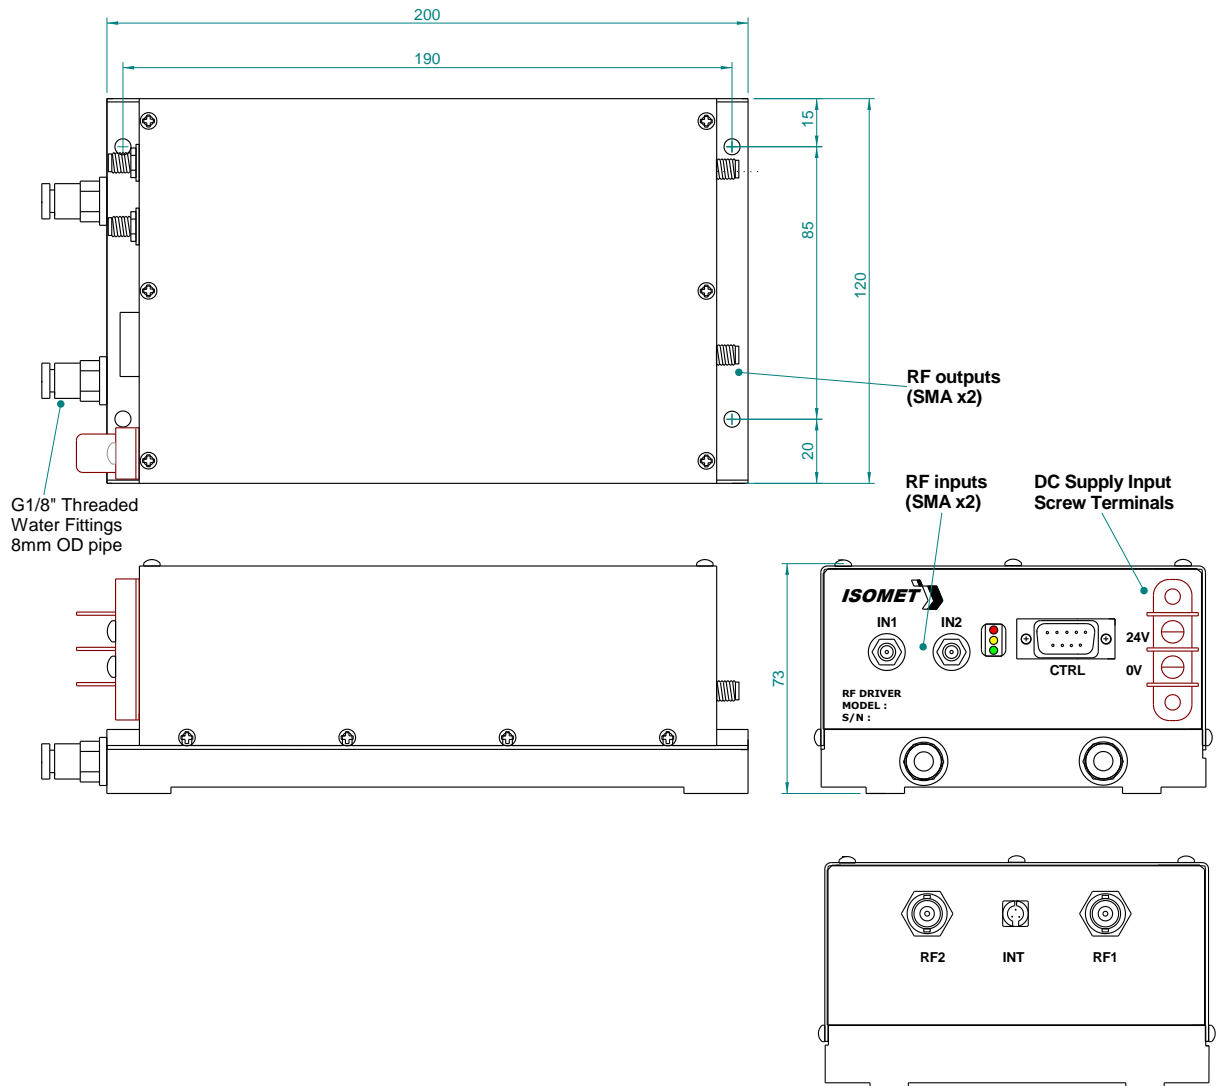 200
190
15
85
120
20
RF outputs
(SMA x2)
G1/8" Threaded
Water Fittings
8mm OD pipe
RF inputs
(SMA x2)
DC Supply Input
Screw Terminals
73
ISOMET
IN1
IN2
24V
0V
CTRL
RF DRIVER
MODEL :
S/N :
RF2
INT
RF1